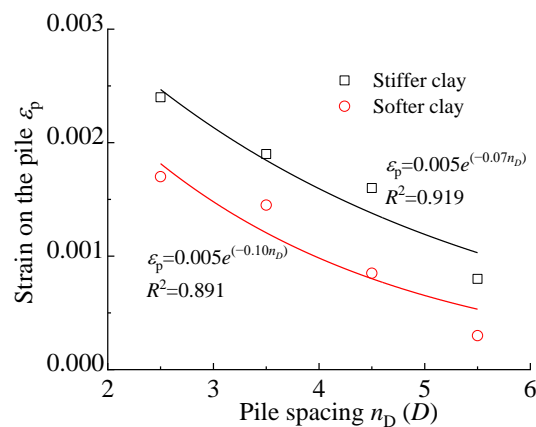 0.003
0.002
0.001
0.000
2 3 4 5 6
Strain on the pile εp
Pile spacing nD (D)
Stiffer clay
Softer clay
εp=0.005e(−0.07nD)
R2=0.919
εp=0.005e(−0.10nD)
R2=0.891